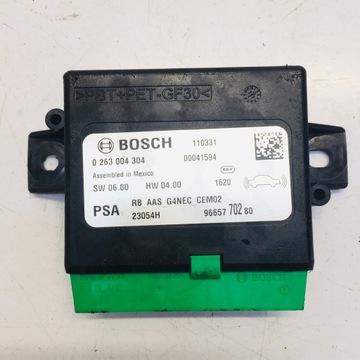 >PBT+PET-GF30<
BOSCH 110331
0 263 004 304 00041594
Assembled in Mexico
SW 06.00 HW 04.00 1620
PSA RB AAS G4NEC CEM02
23054H 96657 702 80